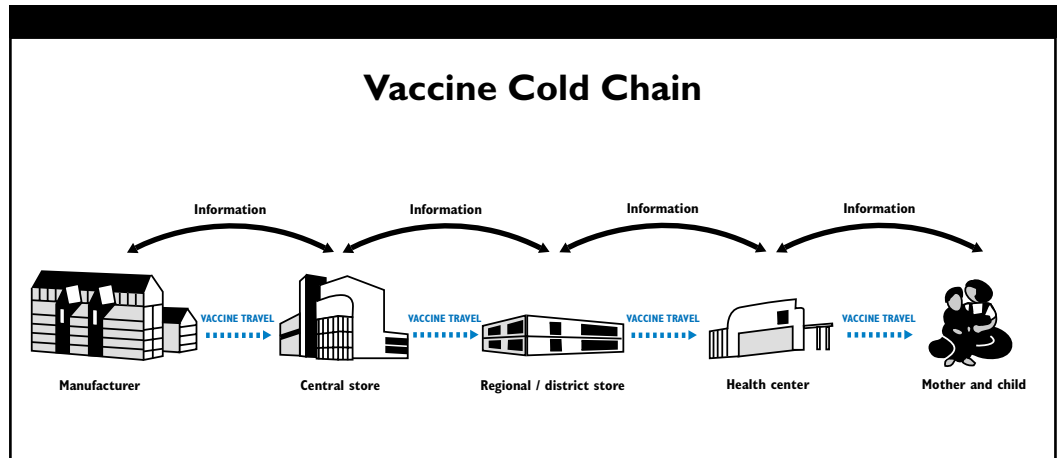 Vaccine Cold Chain
Information
Information
Information
Information
VACCINE TRAVEL
VACCINE TRAVEL
VACCINE TRAVEL
VACCINE TRAVEL
Manufacturer
Central store
Regional / district store
Health center
Mother and child